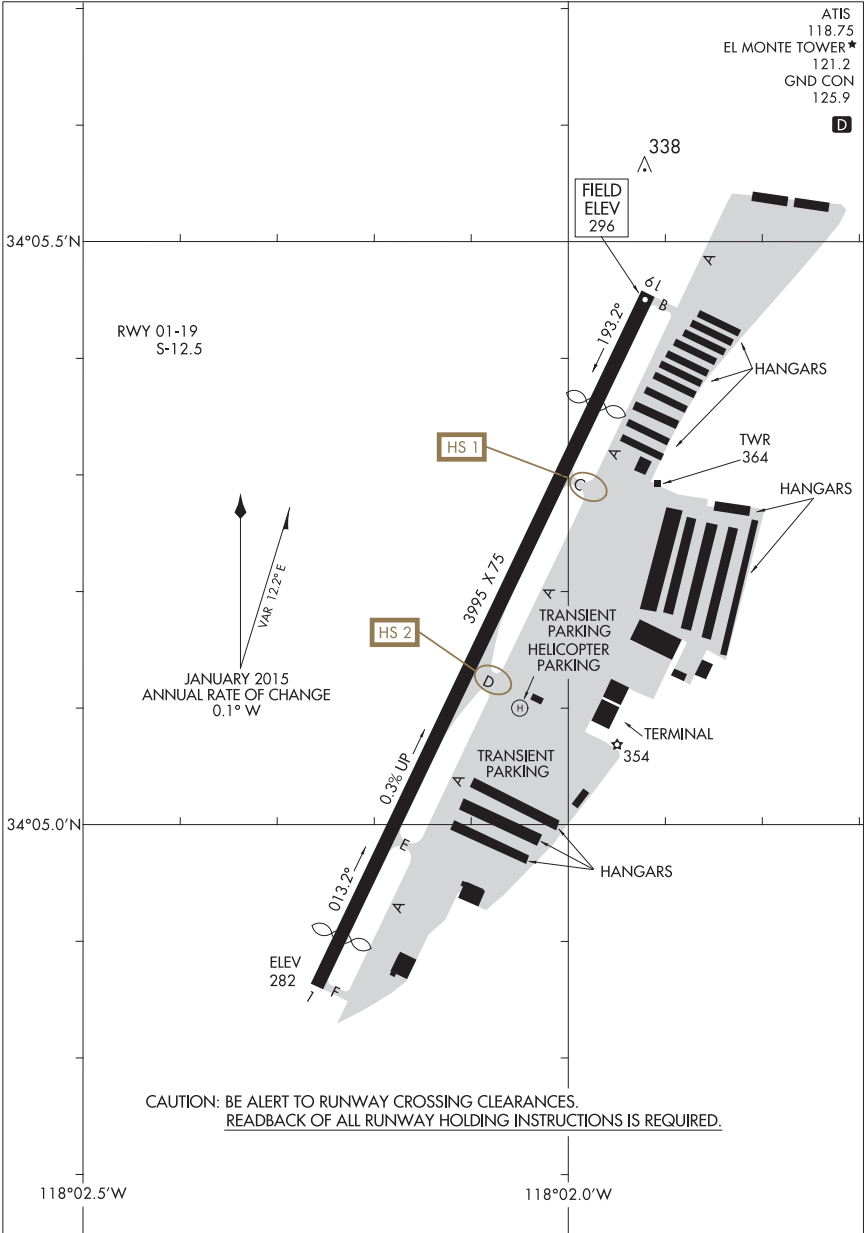 ATIS
118.75
EL MONTE TOWER★
121.2
GND CON
125.9
D
338
FIELD
ELEV
296
34°05.5'N
A
19
B
193.2°
RWY 01-19
S-12.5
HANGARS
HS 1
A
TWR
364
C
HANGARS
3995 X 75
A
VAR 12.2° E
TRANSIENT
PARKING
HELICOPTER
PARKING
HS 2
D
JANUARY 2015
ANNUAL RATE OF CHANGE
0.1° W
H
TERMINAL
354
TRANSIENT
PARKING
0.3% UP
A
34°05.0'N
E
HANGARS
013.2°
A
ELEV
282
1
F
CAUTION: BE ALERT TO RUNWAY CROSSING CLEARANCES.
READBACK OF ALL RUNWAY HOLDING INSTRUCTIONS IS REQUIRED.
118°02.5'W
118°02.0'W